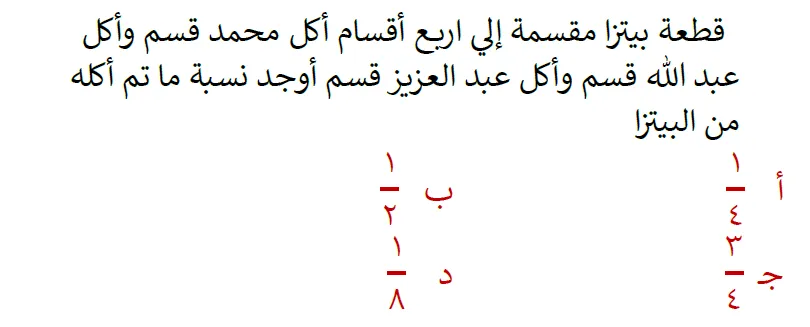 قطعة بيتزا مقسمة إلي اربع أقسام أكل محمد قسم وأكل
عبد الله قسم وأكل عبد العزيز قسم أوجد نسبة ما تم أكله
من البيتزا
أ ١/٤ ب ١/٢
جـ ٣/٤ د ١/٨